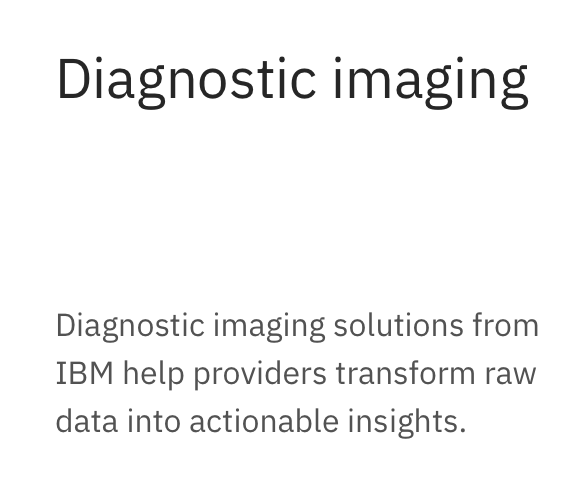 Diagnostic imaging
Diagnostic imaging solutions from
IBM help providers transform raw
data into actionable insights.